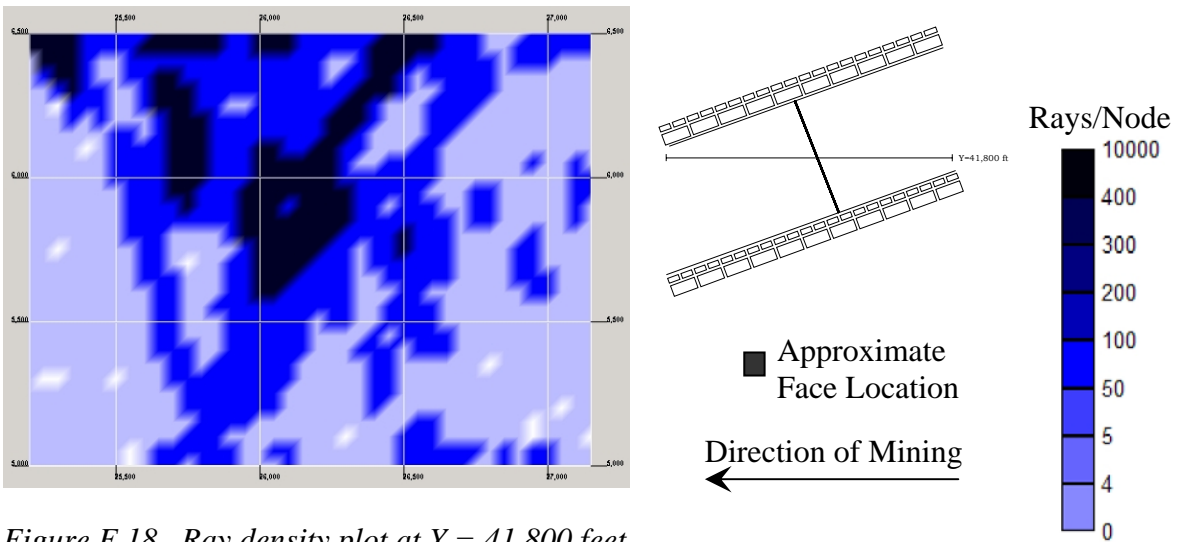 25,500 26,000 26,500 27,000
6,500 6,500
6,000 6,000
5,500 5,500
5,000 5,000
25,500 26,000 26,500 27,000
Y=41,800 ft
Approximate
Face Location
Direction of Mining
Rays/Node
10000
400
300
200
100
50
5
4
0
Figure F.18. Ray density plot at Y = 41,800 feet